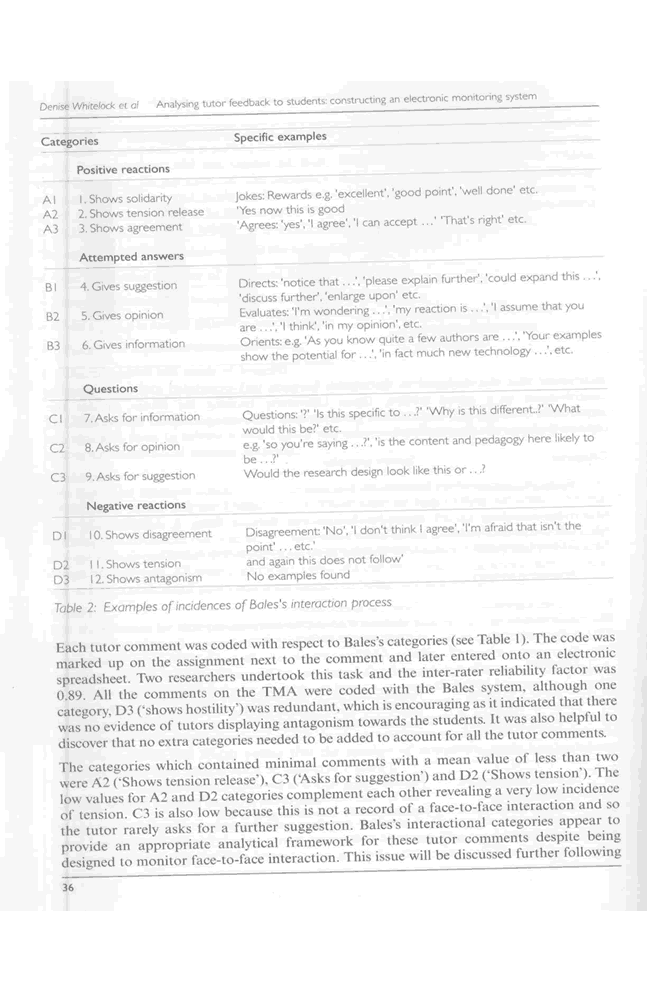 Denise Whitelock et al Analysing tutor feedback to students: constructing an electronic monitoring system
Categories Specific examples
Positive reactions
A1 1. Shows solidarity Jokes: Rewards e.g. 'excellent', 'good point', 'well done' etc.
A2 2. Shows tension release 'Yes now this is good
A3 3. Shows agreement 'Agrees: 'yes', 'I agree', 'I can accept ...' 'That's right' etc.
Attempted answers
B1 4. Gives suggestion Directs: 'notice that ...', 'please explain further', 'could expand this ...',
'discuss further', 'enlarge upon' etc.
B2 5. Gives opinion Evaluates: 'I'm wondering ...', 'my reaction is ...', 'I assume that you
are ...', 'I think', 'in my opinion', etc.
B3 6. Gives information Orients: e.g. 'As you know quite a few authors are ...', 'Your examples
show the potential for ...', 'in fact much new technology ...', etc.
Questions
C1 7. Asks for information Questions: '?' 'Is this specific to ...?' 'Why is this different..?' 'What
would this be?' etc.
C2 8. Asks for opinion e.g. 'so you're saying ...?', 'is the content and pedagogy here likely to
be ...?'
C3 9. Asks for suggestion Would the research design look like this or ...?
Negative reactions
D1 10. Shows disagreement Disagreement: 'No', 'I don't think I agree', 'I'm afraid that isn't the
point' ... etc.'
D2 11. Shows tension and again this does not follow'
D3 12. Shows antagonism No examples found
Table 2: Examples of incidences of Bales's interaction process
Each tutor comment was coded with respect to Bales's categories (see Table 1). The code was
marked up on the assignment next to the comment and later entered onto an electronic
spreadsheet. Two researchers undertook this task and the inter-rater reliability factor was
0.89. All the comments on the TMA were coded with the Bales system, although one
category, D3 ('shows hostility') was redundant, which is encouraging as it indicated that there
was no evidence of tutors displaying antagonism towards the students. It was also helpful to
discover that no extra categories needed to be added to account for all the tutor comments.
The categories which contained minimal comments with a mean value of less than two
were A2 ('Shows tension release'), C3 ('Asks for suggestion') and D2 ('Shows tension'). The
low values for A2 and D2 categories complement each other revealing a very low incidence
of tension. C3 is also low because this is not a record of a face-to-face interaction and so
the tutor rarely asks for a further suggestion. Bales's interactional categories appear to
provide an appropriate analytical framework for these tutor comments despite being
designed to monitor face-to-face interaction. This issue will be discussed further following
36